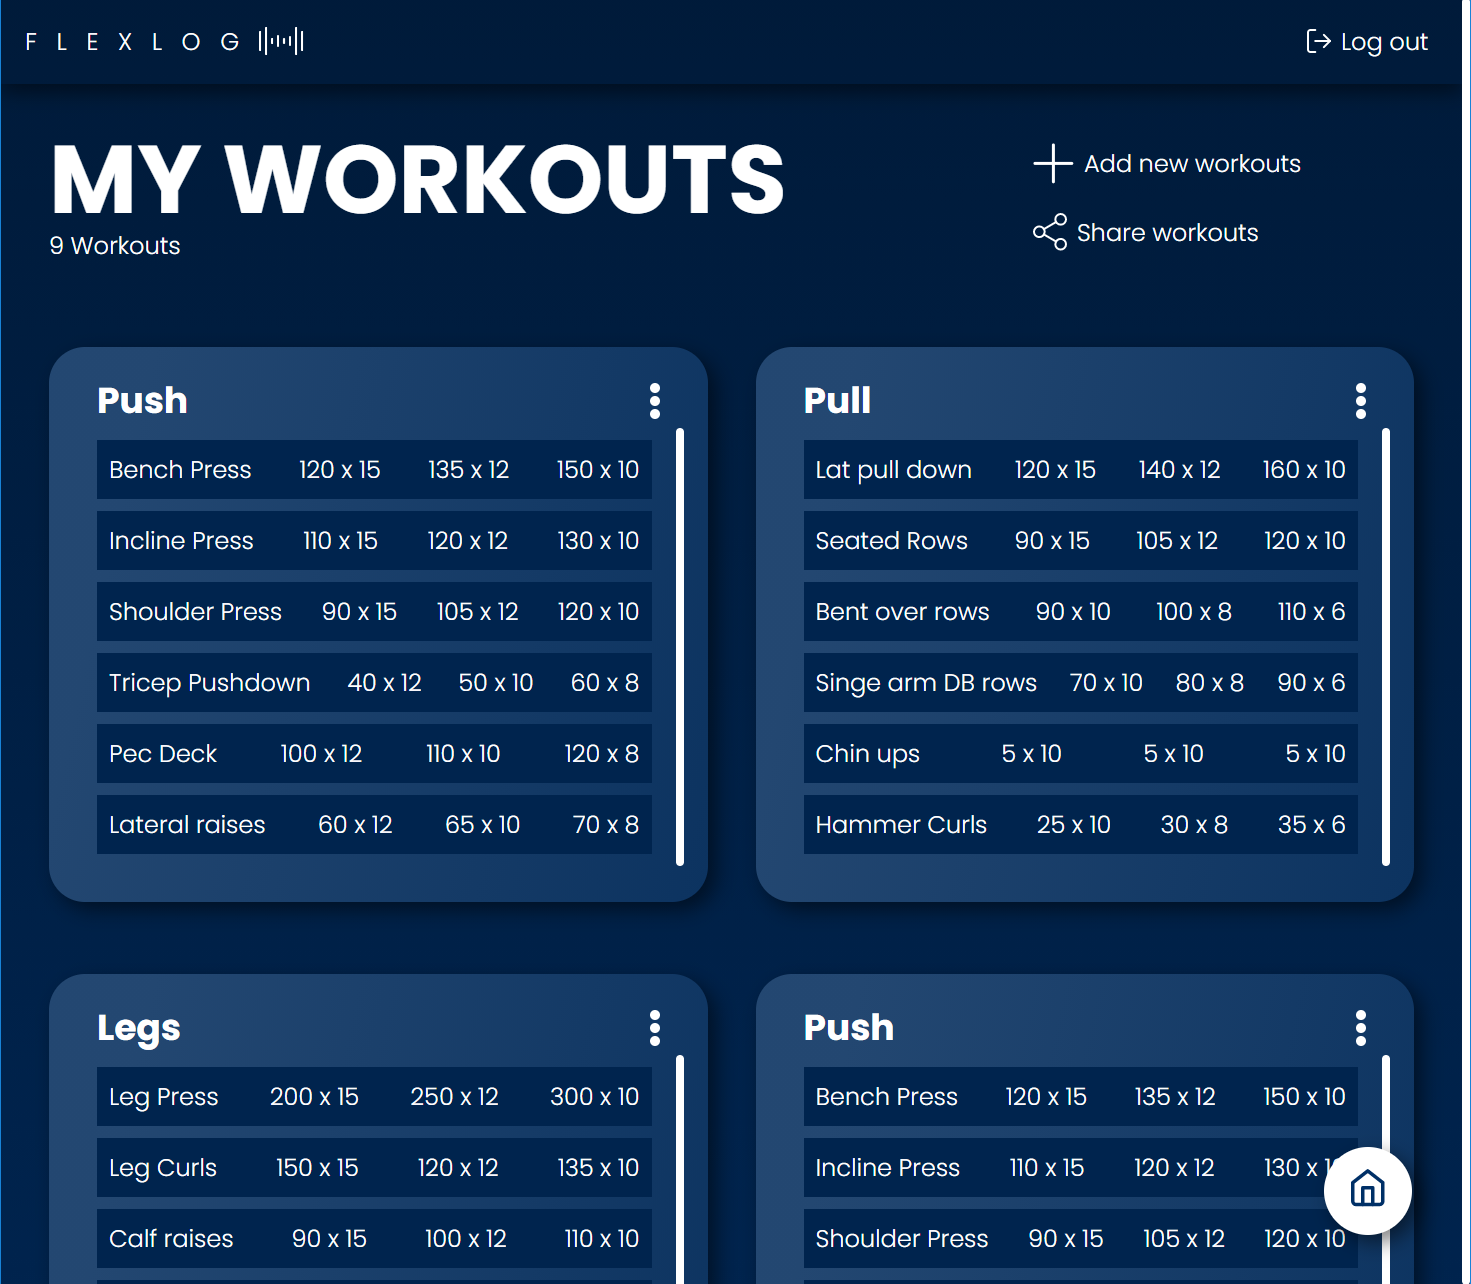 FLEXLOG
Log out
MY WORKOUTS
9 Workouts
Add new workouts
Share workouts
Push
Bench Press 120 x 15 135 x 12 150 x 10
Incline Press 110 x 15 120 x 12 130 x 10
Shoulder Press 90 x 15 105 x 12 120 x 10
Tricep Pushdown 40 x 12 50 x 10 60 x 8
Pec Deck 100 x 12 110 x 10 120 x 8
Lateral raises 60 x 12 65 x 10 70 x 8
Pull
Lat pull down 120 x 15 140 x 12 160 x 10
Seated Rows 90 x 15 105 x 12 120 x 10
Bent over rows 90 x 10 100 x 8 110 x 6
Singe arm DB rows 70 x 10 80 x 8 90 x 6
Chin ups 5 x 10 5 x 10 5 x 10
Hammer Curls 25 x 10 30 x 8 35 x 6
Legs
Leg Press 200 x 15 250 x 12 300 x 10
Leg Curls 150 x 15 120 x 12 135 x 10
Calf raises 90 x 15 100 x 12 110 x 10
Push
Bench Press 120 x 15 135 x 12 150 x 10
Incline Press 110 x 15 120 x 12 130 x
Shoulder Press 90 x 15 105 x 12 120 x 10